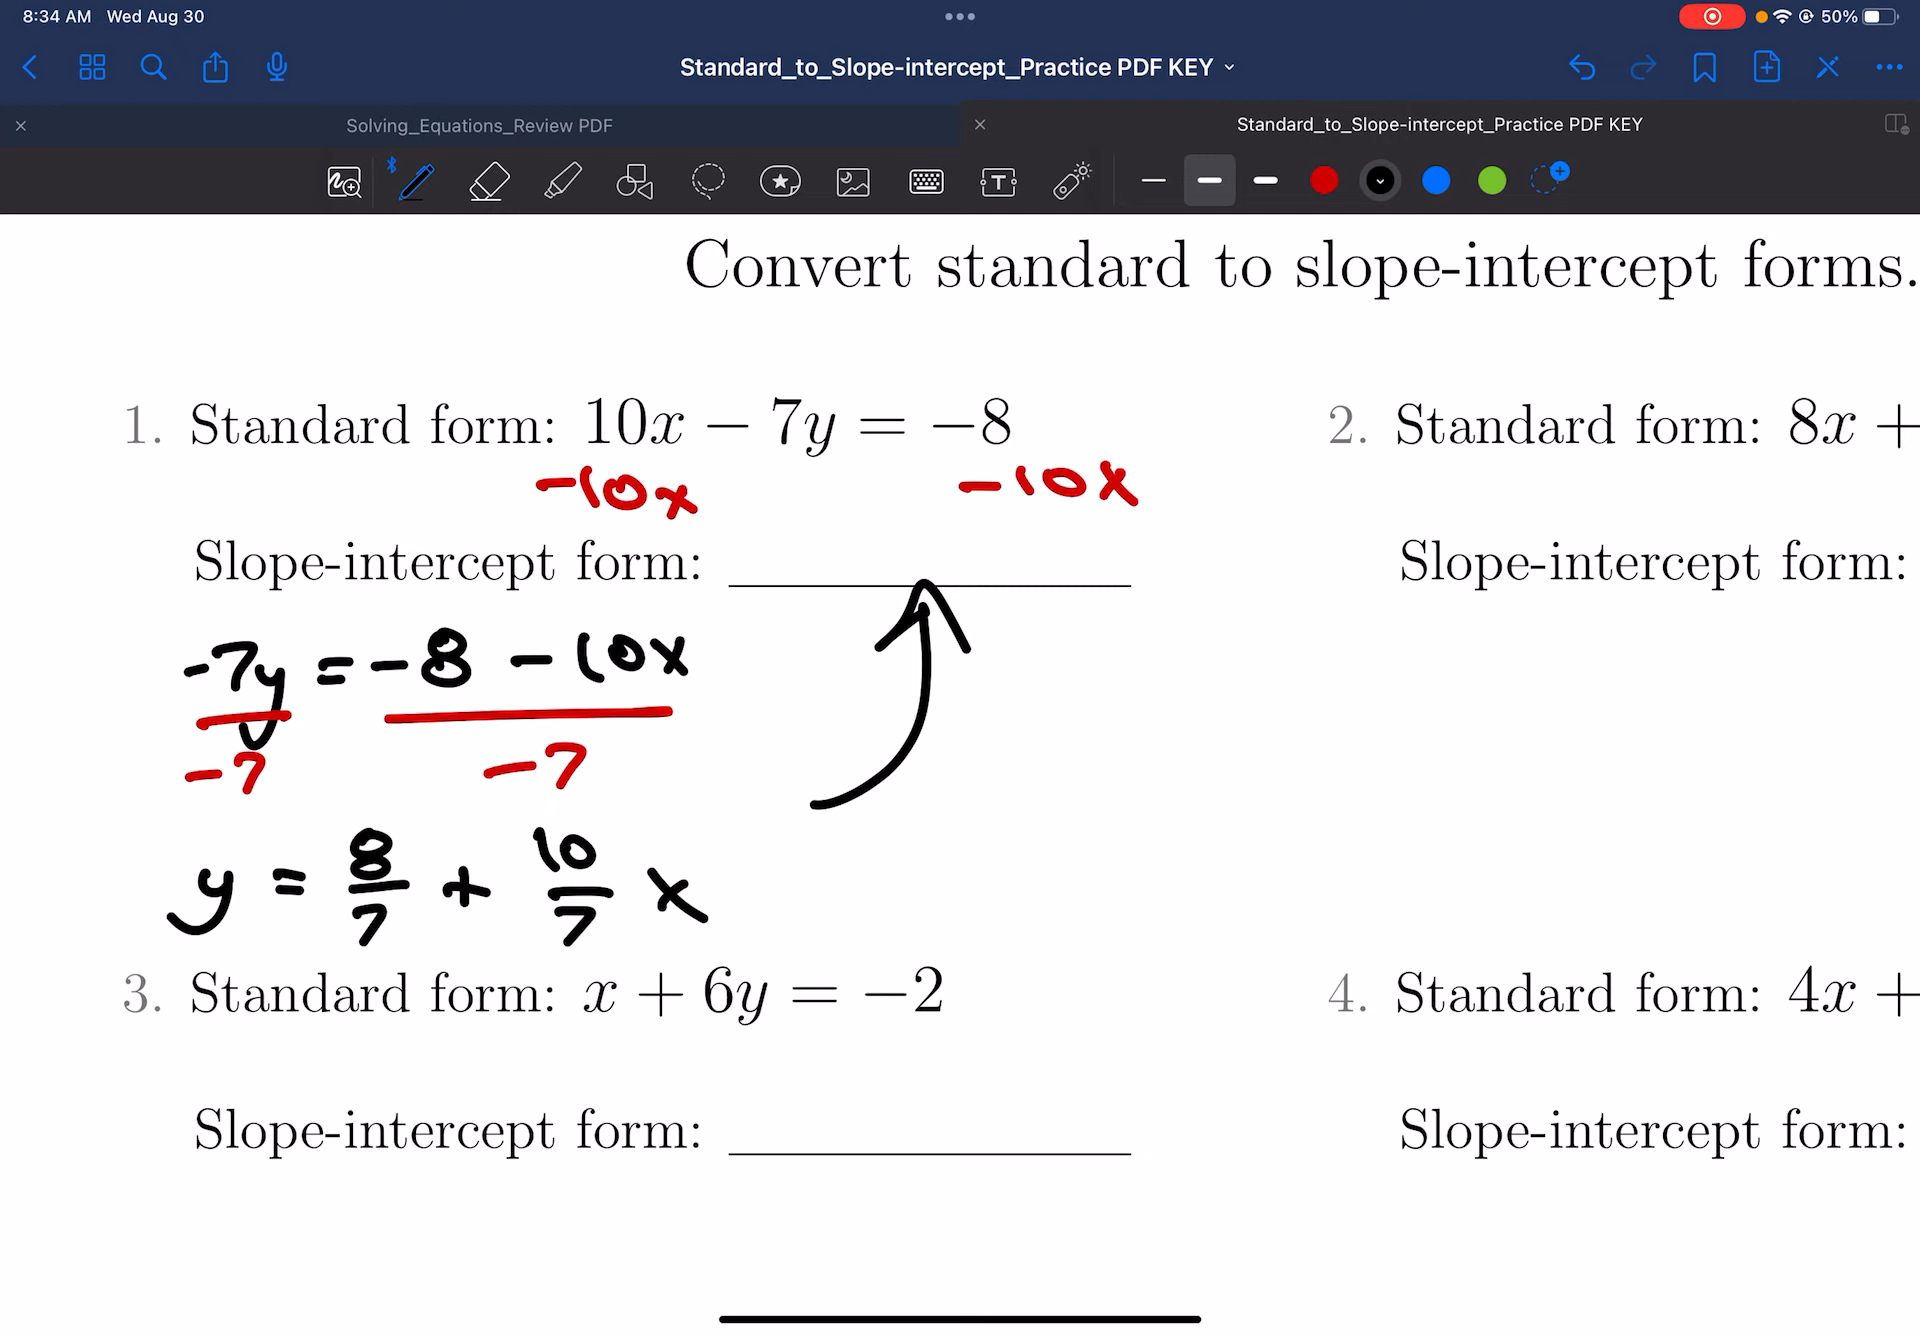 8:34 AM Wed Aug 30
50%
Standard_to_Slope-intercept_Practice PDF KEY
Solving_Equations_Review PDF
Standard_to_Slope-intercept_Practice PDF KEY
T
Convert standard to slope-intercept forms.
1. Standard form: 10x − 7y = −8
-10x -10x
Slope-intercept form:
-7y = -8 - 10x
-7 -7
y = 8/7 + 10/7 x
2. Standard form: 8x +
Slope-intercept form:
3. Standard form: x + 6y = −2
Slope-intercept form:
4. Standard form: 4x +
Slope-intercept form: